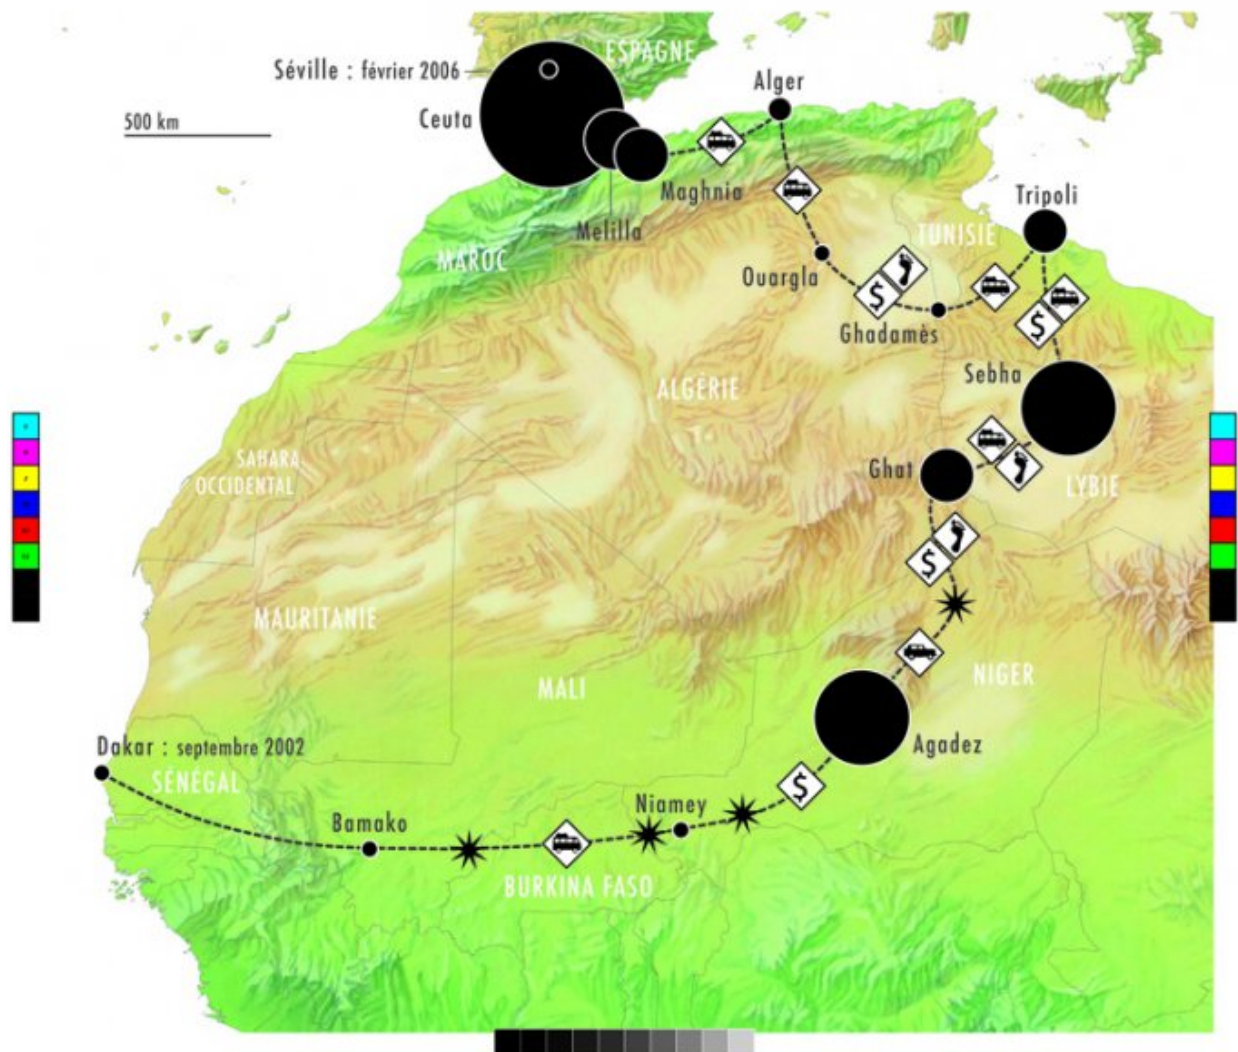 ESPAGNE
Séville : février 2006
Alger
500 km
Ceuta
Maghnia
Tripoli
Melilla
TUNISIE
MAROC
Ouargla
$
Ghadamès
$
Sebha
ALGÉRIE
SAHARA
OCCIDENTAL
Ghat
LYBIE
$
MAURITANIE
MALI
NIGER
Dakar : septembre 2002
Agadez
SÉNÉGAL
$
Niamey
Bamako
BURKINA FASO